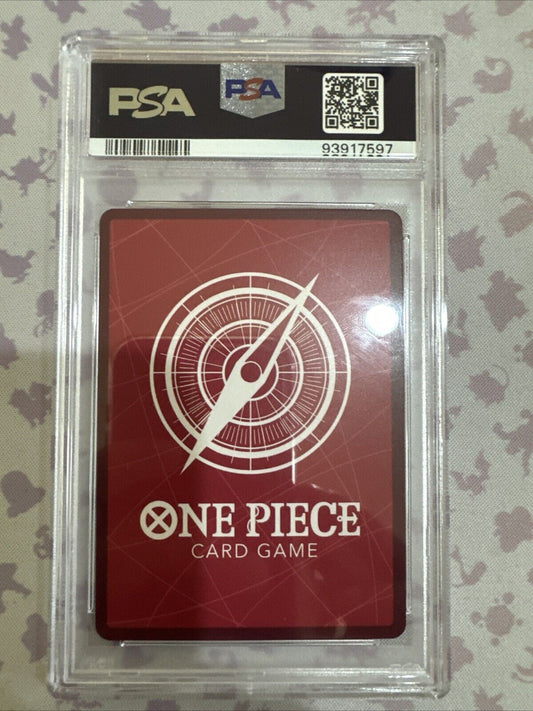 PSA
PSA
93917597
ONE PIECE
CARD GAME